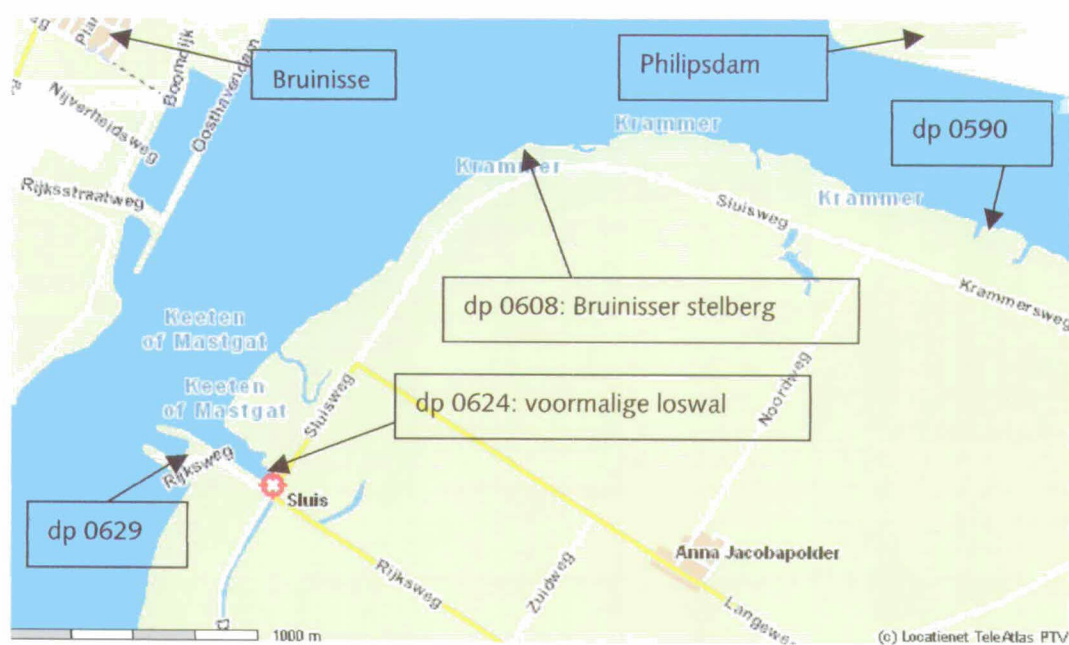 Bruinisse
Philipsdam
dp 0590
Boomdijk
Oosthavendam
Nijverheidsweg
Rijksstraatweg
Krammer
Krammer
Krammer
Sluisweg
Krammersweg
dp 0608: Bruinisser stelberg
Keeten
of Mastgat
Keeten
of Mastgat
Sluisweg
Noordweg
dp 0624: voormalige loswal
Rijksweg
Sluis
dp 0629
Anna Jacobapolder
Rijksweg
Zuidweg
Langewe
1000 m
(c) Locatienet TeleAtlas PTV